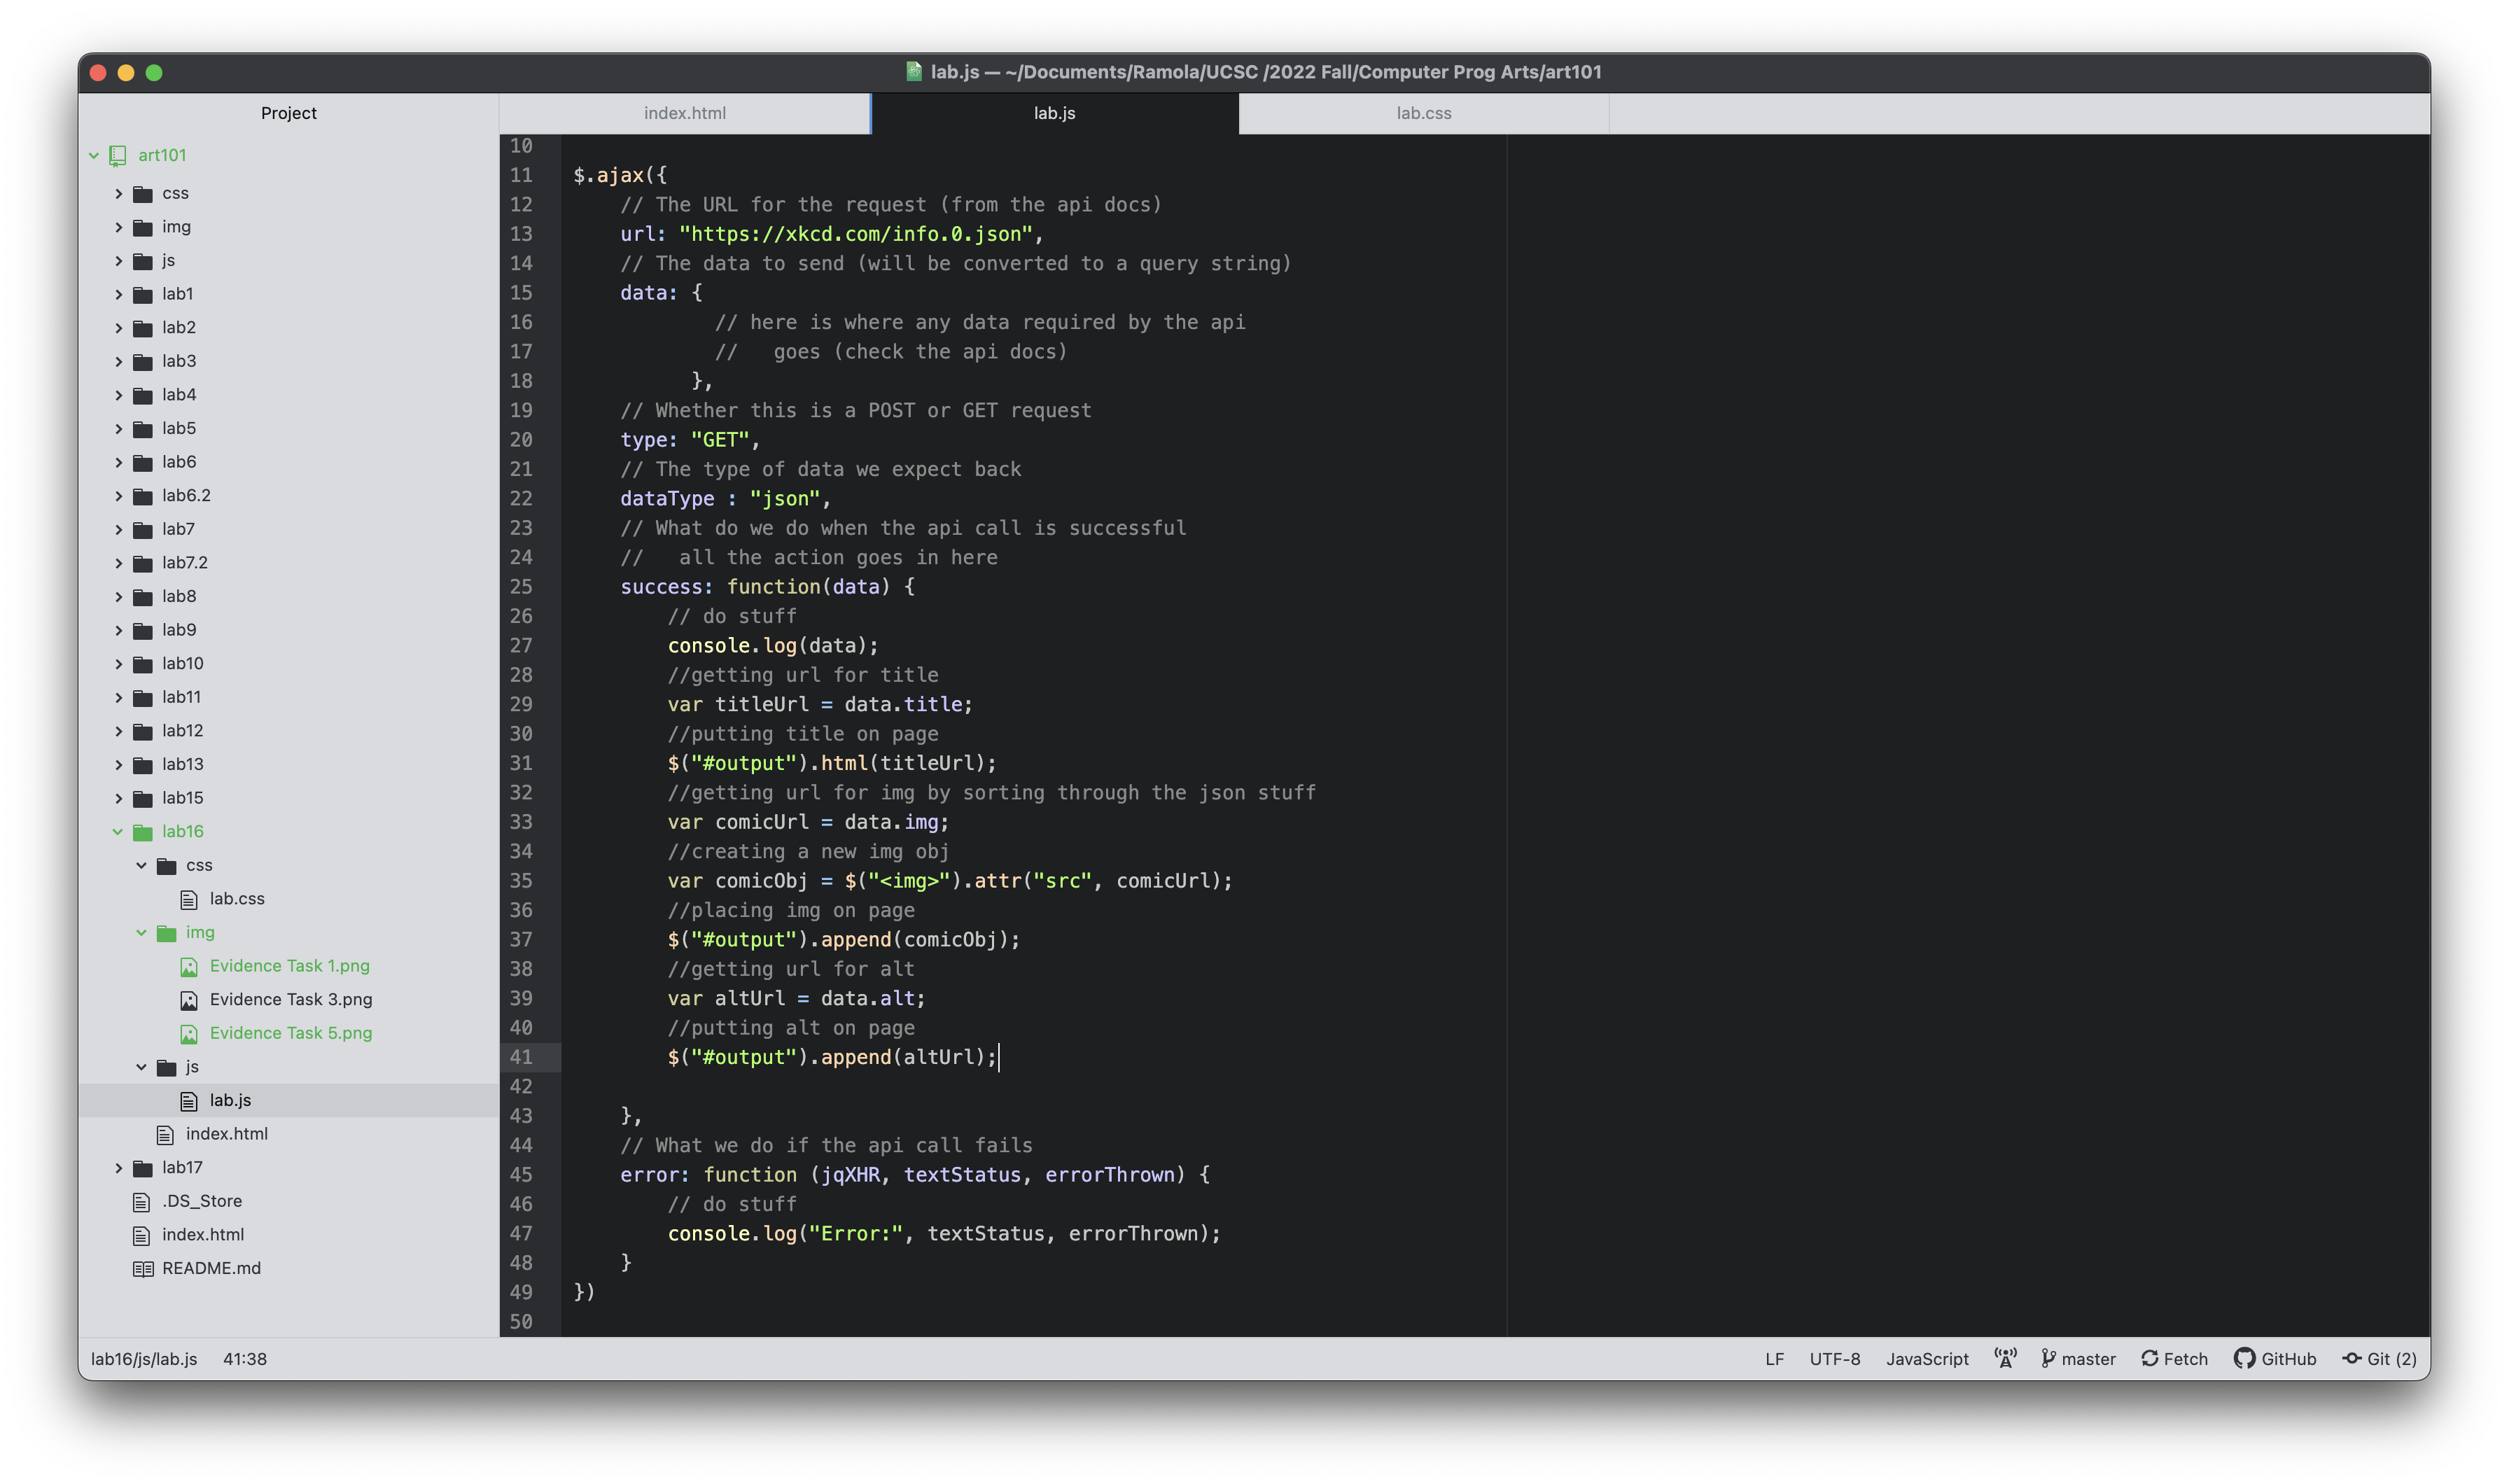 lab.js — ~/Documents/Ramola/UCSC /2022 Fall/Computer Prog Arts/art101
Project
index.html
lab.js
lab.css
art101
css
img
js
lab1
lab2
lab3
lab4
lab5
lab6
lab6.2
lab7
lab7.2
lab8
lab9
lab10
lab11
lab12
lab13
lab15
lab16
css
lab.css
img
Evidence Task 1.png
Evidence Task 3.png
Evidence Task 5.png
js
lab.js
index.html
lab17
.DS_Store
index.html
README.md
10
11 $.ajax({
12     // The URL for the request (from the api docs)
13     url: "https://xkcd.com/info.0.json",
14     // The data to send (will be converted to a query string)
15     data: {
16             // here is where any data required by the api
17             //   goes (check the api docs)
18           },
19     // Whether this is a POST or GET request
20     type: "GET",
21     // The type of data we expect back
22     dataType : "json",
23     // What do we do when the api call is successful
24     //   all the action goes in here
25     success: function(data) {
26         // do stuff
27         console.log(data);
28         //getting url for title
29         var titleUrl = data.title;
30         //putting title on page
31         $("#output").html(titleUrl);
32         //getting url for img by sorting through the json stuff
33         var comicUrl = data.img;
34         //creating a new img obj
35         var comicObj = $("<img>").attr("src", comicUrl);
36         //placing img on page
37         $("#output").append(comicObj);
38         //getting url for alt
39         var altUrl = data.alt;
40         //putting alt on page
41         $("#output").append(altUrl);
42
43     },
44     // What we do if the api call fails
45     error: function (jqXHR, textStatus, errorThrown) {
46         // do stuff
47         console.log("Error:", textStatus, errorThrown);
48     }
49 })
50
lab16/js/lab.js 41:38 LF UTF-8 JavaScript master Fetch GitHub Git (2)